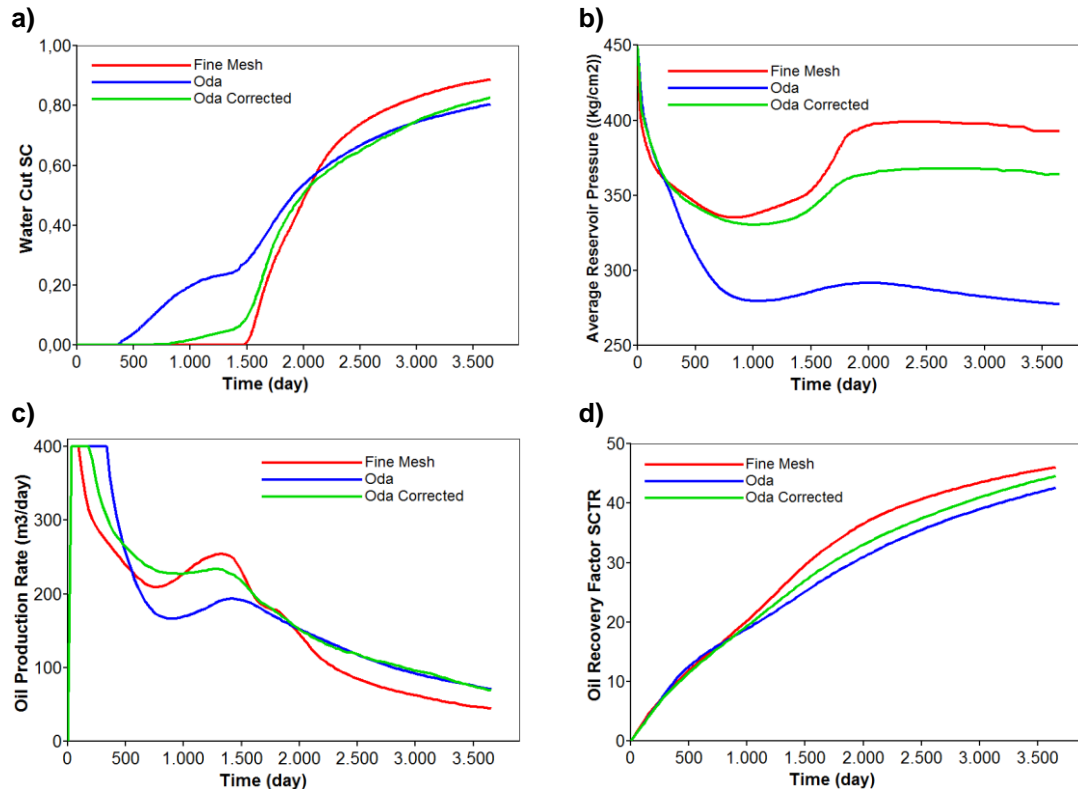 a)
1,00
0,80
0,60
0,40
0,20
0,00
Water Cut SC
Fine Mesh
Oda
Oda Corrected
0
500
1.000
1.500
2.000
2.500
3.000
3.500
Time (day)
b)
450
400
350
300
250
Average Reservoir Pressure ((kg/cm2))
Fine Mesh
Oda
Oda Corrected
0
500
1.000
1.500
2.000
2.500
3.000
3.500
Time (day)
c)
400
300
200
100
0
Oil Production Rate (m3/day)
Fine Mesh
Oda
Oda Corrected
0
500
1.000
1.500
2.000
2.500
3.000
3.500
Time (day)
d)
50
40
30
20
10
0
Oil Recovery Factor SCTR
Fine Mesh
Oda
Oda Corrected
0
500
1.000
1.500
2.000
2.500
3.000
3.500
Time (day)